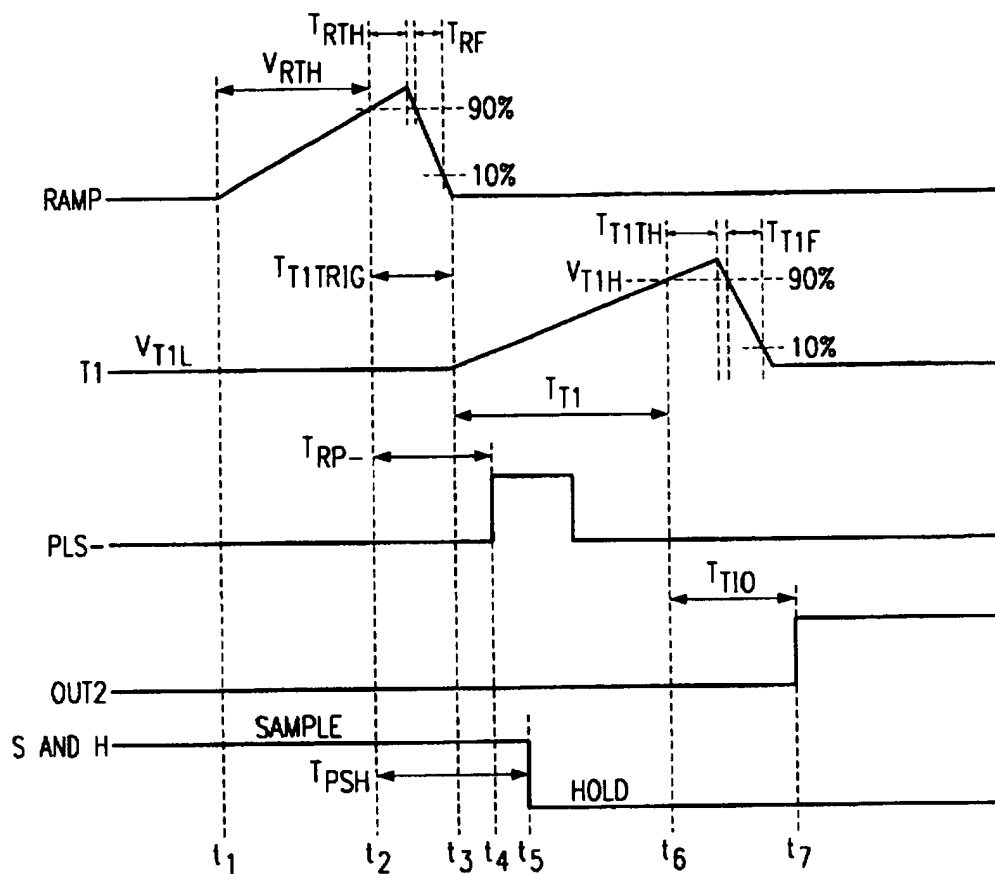 T_RTH T_RF
V_RTH
90%
10%
RAMP
T_T1TH T_T1F
T_T1TRIG
V_T1H
90%
V_T1L
10%
T1
T_T1
T_RP-
PLS-
T_TIO
OUT2
SAMPLE
S AND H
T_PSH
HOLD
t_1 t_2 t_3 t_4 t_5 t_6 t_7